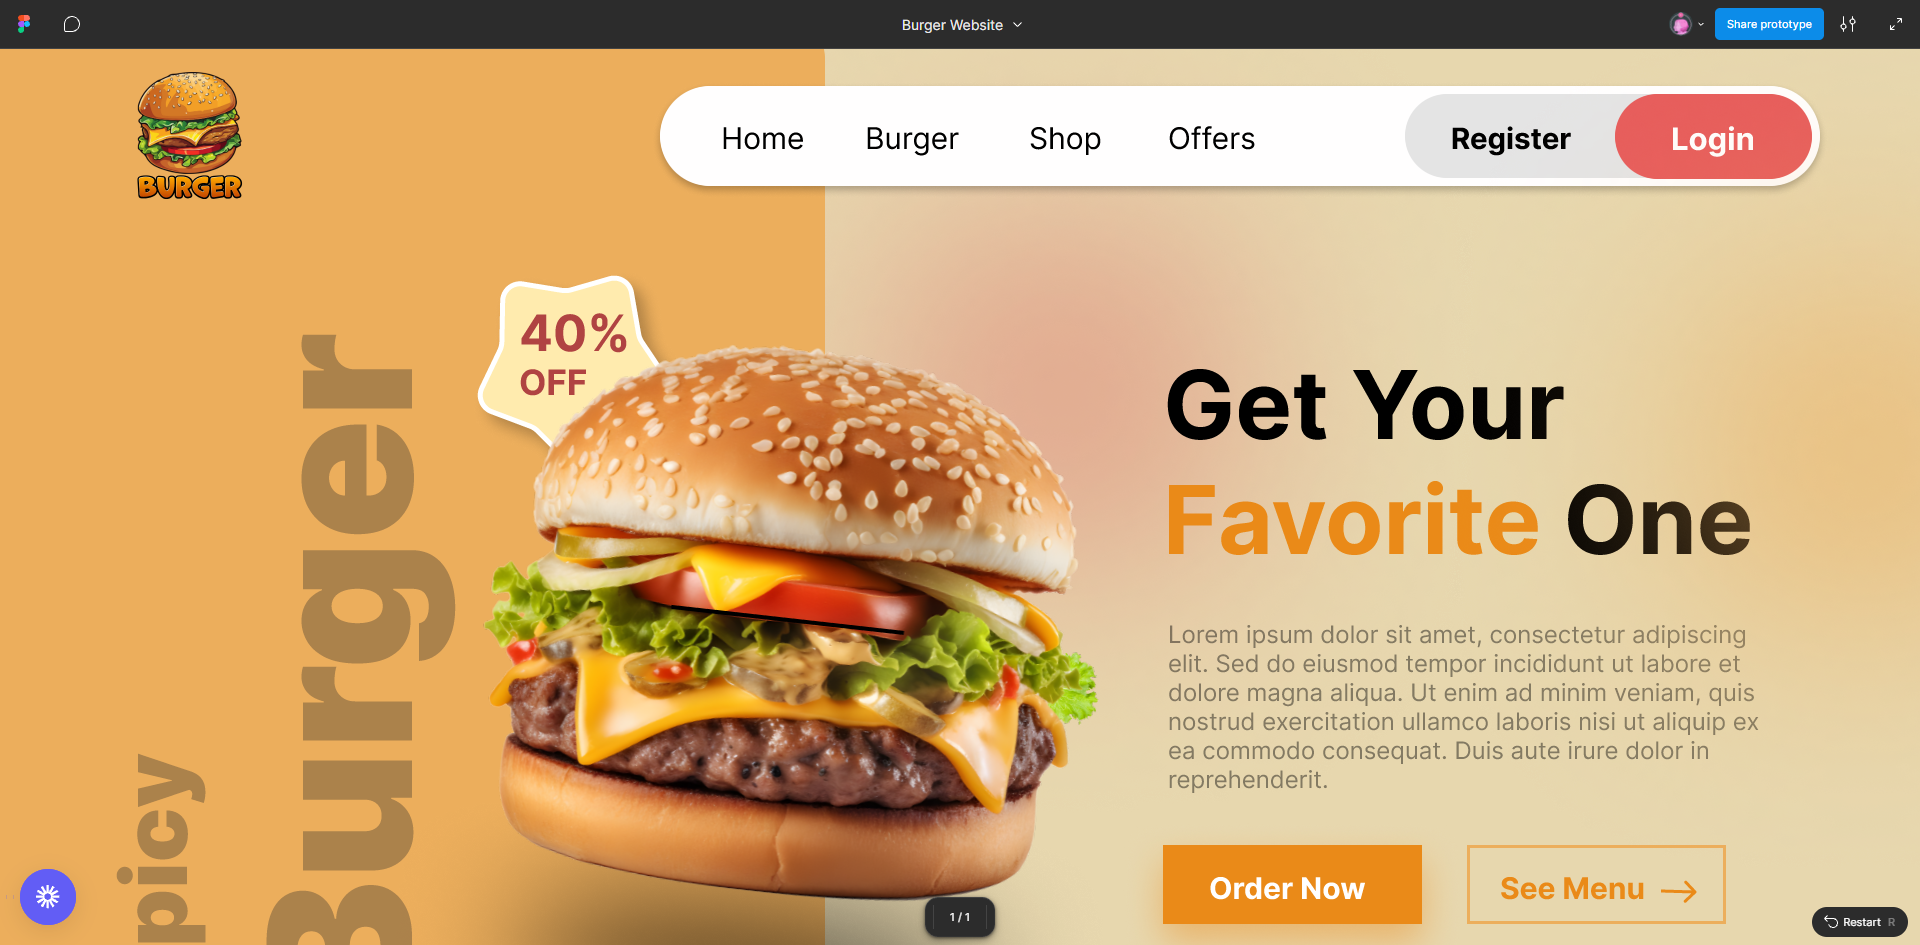 Burger Website
Share prototype
BURGER
Home
Burger
Shop
Offers
Register
Login
40%
OFF
Burger
picy
Get Your
Favorite One
Lorem ipsum dolor sit amet, consectetur adipiscing
elit. Sed do eiusmod tempor incididunt ut labore et
dolore magna aliqua. Ut enim ad minim veniam, quis
nostrud exercitation ullamco laboris nisi ut aliquip ex
ea commodo consequat. Duis aute irure dolor in
reprehenderit.
Order Now
See Menu
1 / 1
Restart R